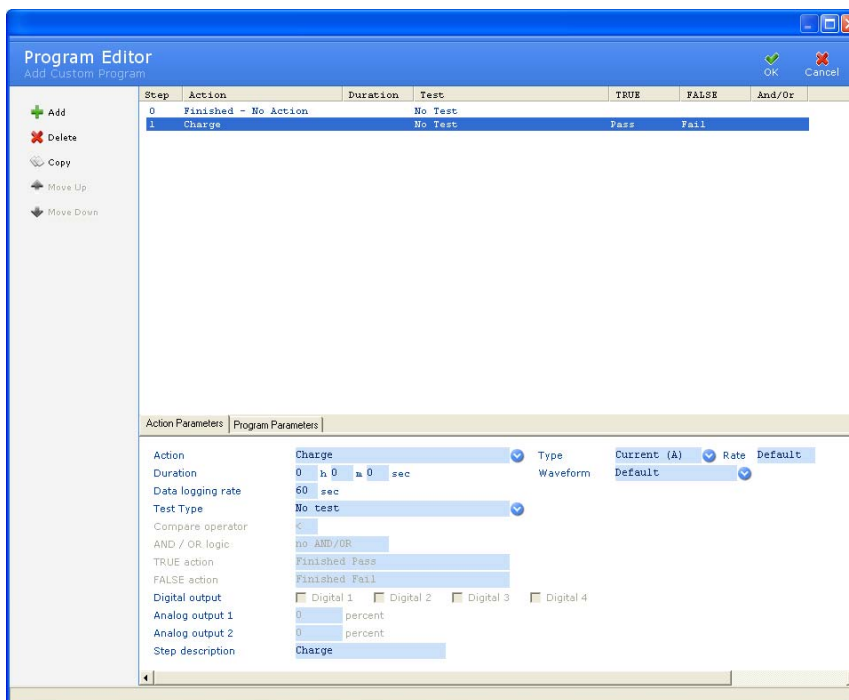 Program Editor
Add Custom Program
OK
Cancel
Add
Delete
Copy
Move Up
Move Down
Step Action Duration Test TRUE FALSE And/Or
0 Finished - No Action No Test
1 Charge No Test Pass Fail
Action Parameters Program Parameters
Action Charge Type Current (A) Rate Default
Duration 0 h 0 m 0 sec Waveform Default
Data logging rate 60 sec
Test Type No test
Compare operator <
AND / OR logic no AND/OR
TRUE action Finished Pass
FALSE action Finished Fail
Digital output Digital 1 Digital 2 Digital 3 Digital 4
Analog output 1 0 percent
Analog output 2 0 percent
Step description Charge